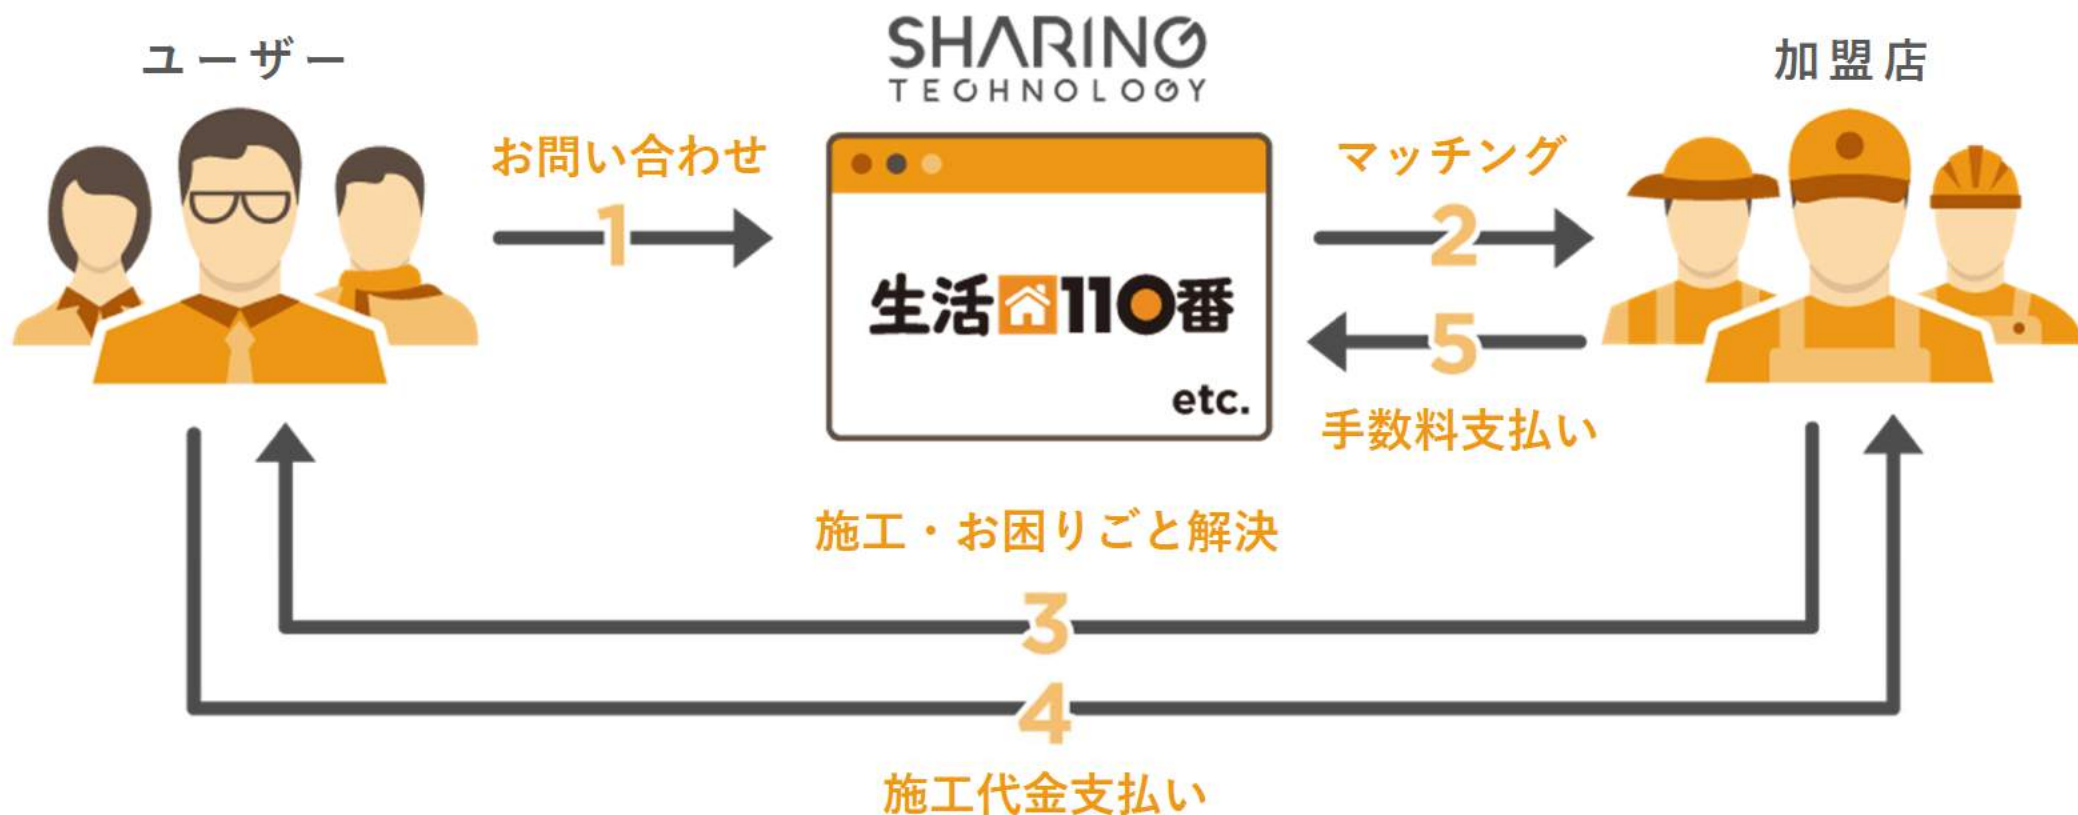 ユーザー
SHARING
TECHNOLOGY
加盟店
お問い合わせ
1
マッチング
2
生活110番
etc.
5
手数料支払い
施工・お困りごと解決
3
4
施工代金支払い